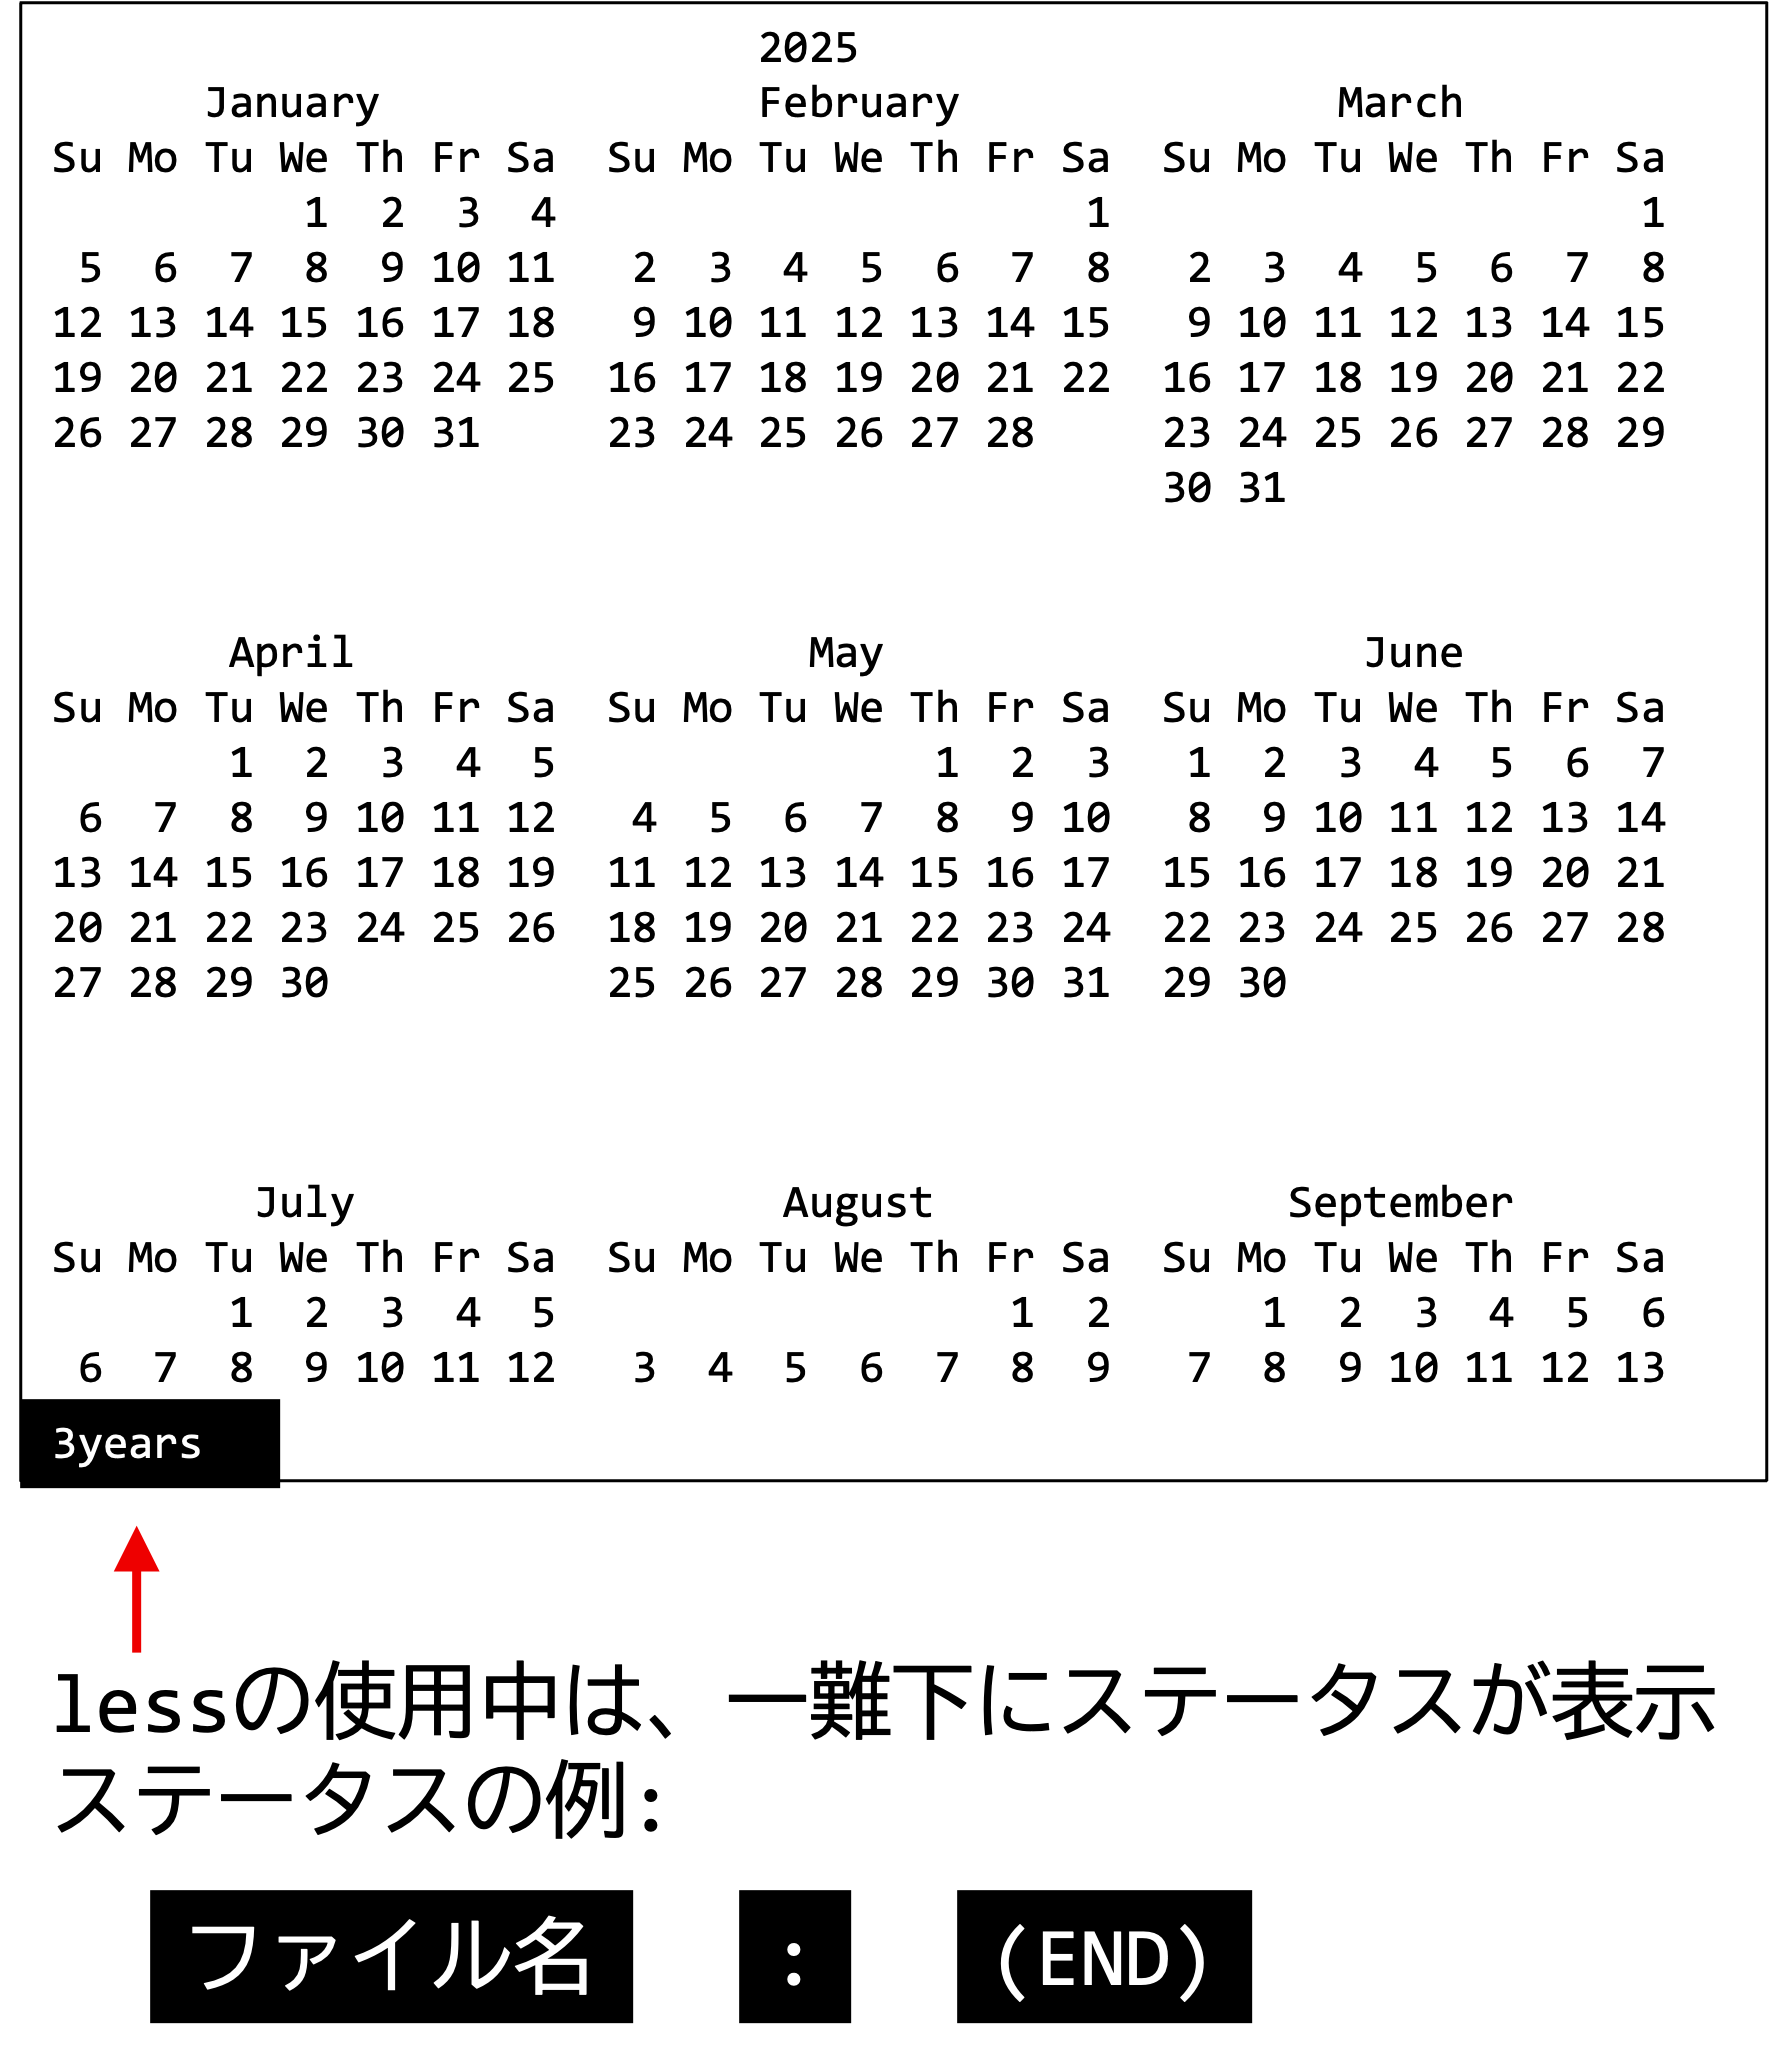 2025
January February March
Su Mo Tu We Th Fr Sa Su Mo Tu We Th Fr Sa Su Mo Tu We Th Fr Sa
1 2 3 4 1 1
5 6 7 8 9 10 11 2 3 4 5 6 7 8 2 3 4 5 6 7 8
12 13 14 15 16 17 18 9 10 11 12 13 14 15 9 10 11 12 13 14 15
19 20 21 22 23 24 25 16 17 18 19 20 21 22 16 17 18 19 20 21 22
26 27 28 29 30 31 23 24 25 26 27 28 23 24 25 26 27 28 29
30 31
April May June
Su Mo Tu We Th Fr Sa Su Mo Tu We Th Fr Sa Su Mo Tu We Th Fr Sa
1 2 3 4 5 1 2 3 1 2 3 4 5 6 7
6 7 8 9 10 11 12 4 5 6 7 8 9 10 8 9 10 11 12 13 14
13 14 15 16 17 18 19 11 12 13 14 15 16 17 15 16 17 18 19 20 21
20 21 22 23 24 25 26 18 19 20 21 22 23 24 22 23 24 25 26 27 28
27 28 29 30 25 26 27 28 29 30 31 29 30
July August September
Su Mo Tu We Th Fr Sa Su Mo Tu We Th Fr Sa Su Mo Tu We Th Fr Sa
1 2 3 4 5 1 2 1 2 3 4 5 6
6 7 8 9 10 11 12 3 4 5 6 7 8 9 7 8 9 10 11 12 13
3years
lessの使用中は、一難下にステータスが表示
ステータスの例:
ファイル名 : (END)